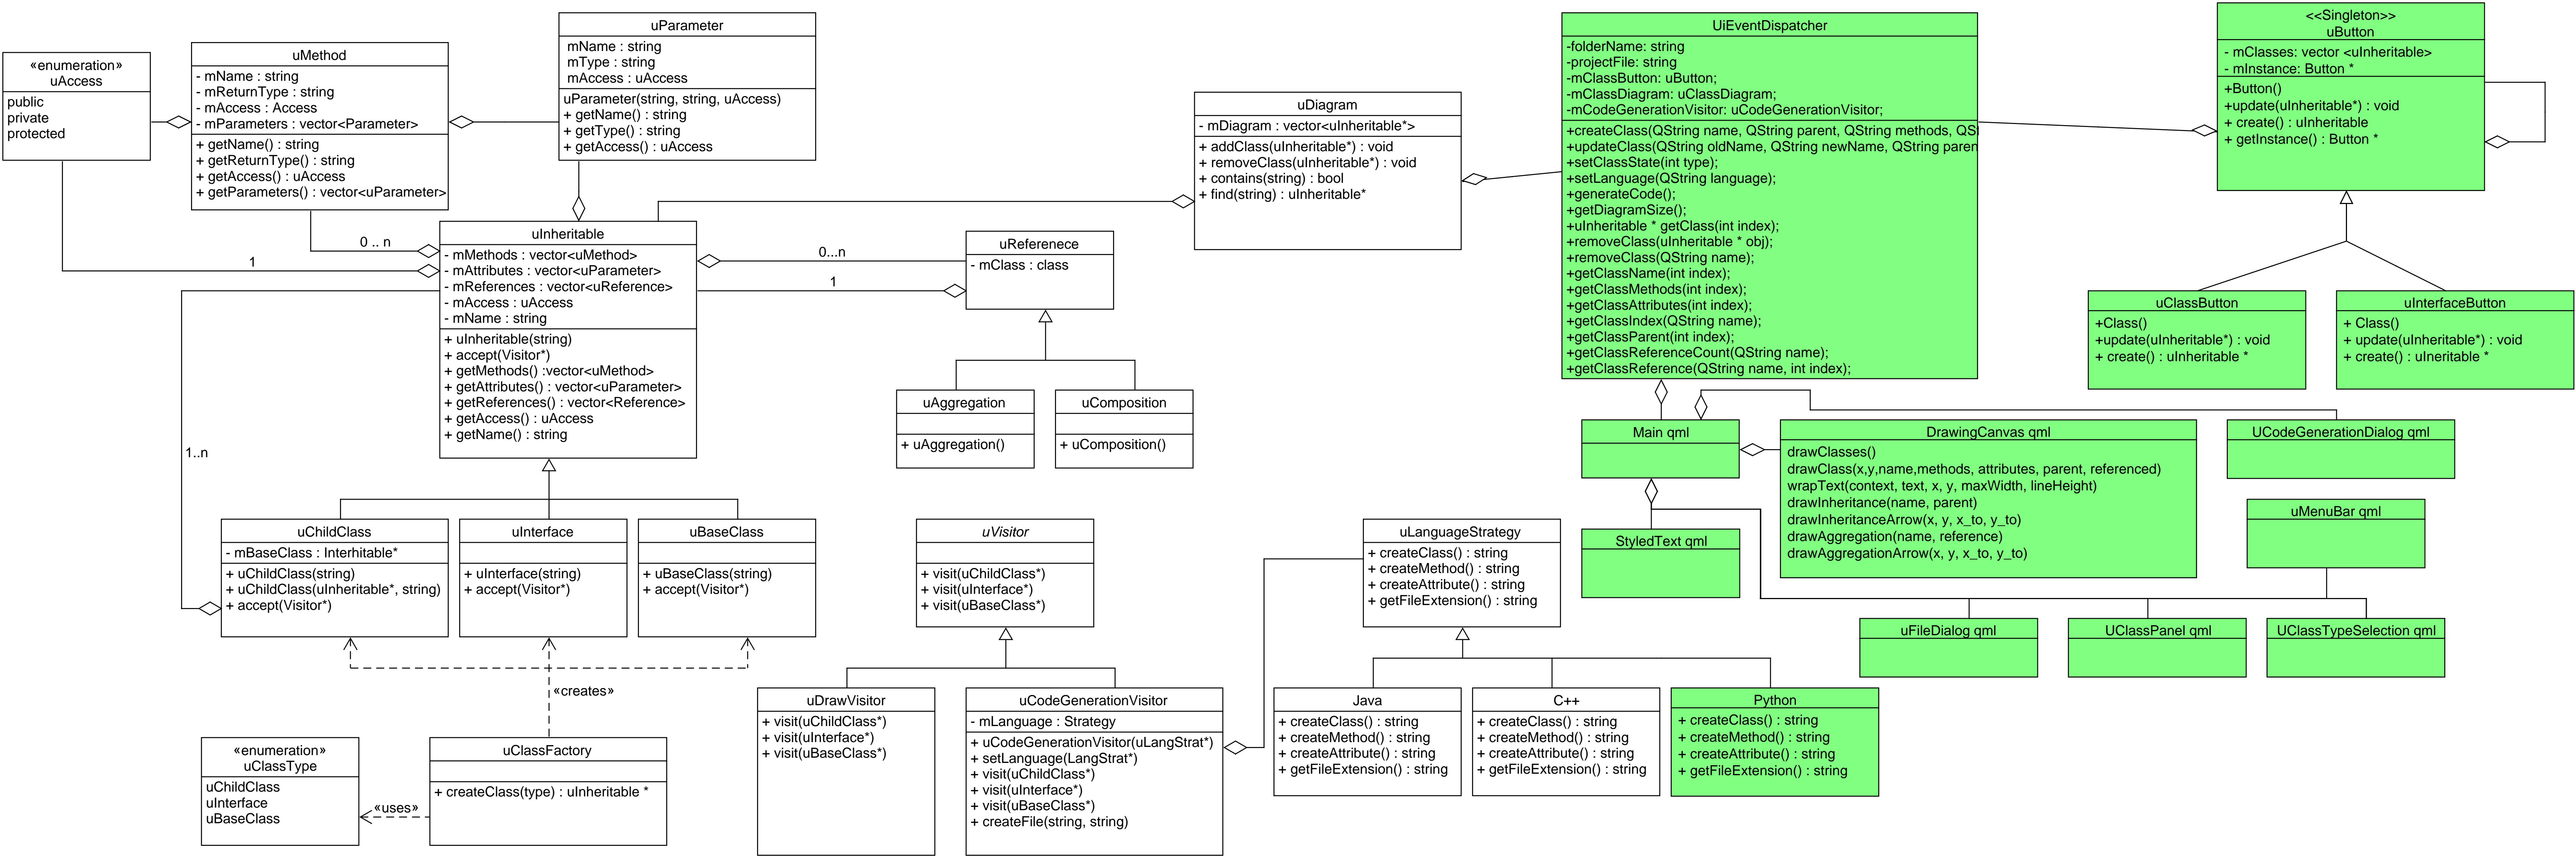 «enumeration»
uAccess
public
private
protected
uMethod
- mName : string
- mReturnType : string
- mAccess : Access
- mParameters : vector<Parameter>
+ getName() : string
+ getReturnType() : string
+ getAccess() : uAccess
+ getParameters() : vector<uParameter>
uParameter
mName : string
mType : string
mAccess : uAccess
uParameter(string, string, uAccess)
+ getName() : string
+ getType() : string
+ getAccess() : uAccess
0 .. n
1
uInheritable
- mMethods : vector<uMethod>
- mAttributes : vector<uParameter>
- mReferences : vector<uReference>
- mAccess : uAccess
- mName : string
+ uInheritable(string)
+ accept(Visitor*)
+ getMethods() :vector<uMethod>
+ getAttributes() : vector<uParameter>
+ getReferences() : vector<Reference>
+ getAccess() : uAccess
+ getName() : string
0...n
1
uReferenece
- mClass : class
uAggregation
+ uAggregation()
uComposition
+ uComposition()
1..n
uChildClass
- mBaseClass : Interhitable*
+ uChildClass(string)
+ uChildClass(uInheritable*, string)
+ accept(Visitor*)
uInterface
+ uInterface(string)
+ accept(Visitor*)
uBaseClass
+ uBaseClass(string)
+ accept(Visitor*)
«creates»
«enumeration»
uClassType
uChildClass
uInterface
uBaseClass
«uses»
uClassFactory
+ createClass(type) : uInheritable *
uVisitor
+ visit(uChildClass*)
+ visit(uInterface*)
+ visit(uBaseClass*)
uDrawVisitor
+ visit(uChildClass*)
+ visit(uInterface*)
+ visit(uBaseClass*)
uCodeGenerationVisitor
- mLanguage : Strategy
+ uCodeGenerationVisitor(uLangStrat*)
+ setLanguage(LangStrat*)
+ visit(uChildClass*)
+ visit(uInterface*)
+ visit(uBaseClass*)
+ createFile(string, string)
uLanguageStrategy
+ createClass() : string
+ createMethod() : string
+ createAttribute() : string
+ getFileExtension() : string
Java
+ createClass() : string
+ createMethod() : string
+ createAttribute() : string
+ getFileExtension() : string
C++
+ createClass() : string
+ createMethod() : string
+ createAttribute() : string
+ getFileExtension() : string
Python
+ createClass() : string
+ createMethod() : string
+ createAttribute() : string
+ getFileExtension() : string
uDiagram
- mDiagram : vector<uInheritable*>
+ addClass(uInheritable*) : void
+ removeClass(uInheritable*) : void
+ contains(string) : bool
+ find(string) : uInheritable*
UiEventDispatcher
-folderName: string
-projectFile: string
-mClassButton: uButton;
-mClassDiagram: uClassDiagram;
-mCodeGenerationVisitor: uCodeGenerationVisitor;
+createClass(QString name, QString parent, QString methods, QS
+updateClass(QString oldName, QString newName, QString paren
+setClassState(int type);
+setLanguage(QString language);
+generateCode();
+getDiagramSize();
+uInheritable * getClass(int index);
+removeClass(uInheritable * obj);
+removeClass(QString name);
+getClassName(int index);
+getClassMethods(int index);
+getClassAttributes(int index);
+getClassIndex(QString name);
+getClassParent(int index);
+getClassReferenceCount(QString name);
+getClassReference(QString name, int index);
<<Singleton>>
uButton
- mClasses: vector <uInheritable>
- mInstance: Button *
+Button()
+update(uInheritable*) : void
+ create() : uInheritable
+ getInstance() : Button *
uClassButton
+Class()
+update(uInheritable*) : void
+ create() : uInheritable *
uInterfaceButton
+ Class()
+ update(uInheritable*) : void
+ create() : uIneritable *
Main qml
DrawingCanvas qml
drawClasses()
drawClass(x,y,name,methods, attributes, parent, referenced)
wrapText(context, text, x, y, maxWidth, lineHeight)
drawInheritance(name, parent)
drawInheritanceArrow(x, y, x_to, y_to)
drawAggregation(name, reference)
drawAggregationArrow(x, y, x_to, y_to)
UCodeGenerationDialog qml
StyledText qml
uMenuBar qml
uFileDialog qml
UClassPanel qml
UClassTypeSelection qml